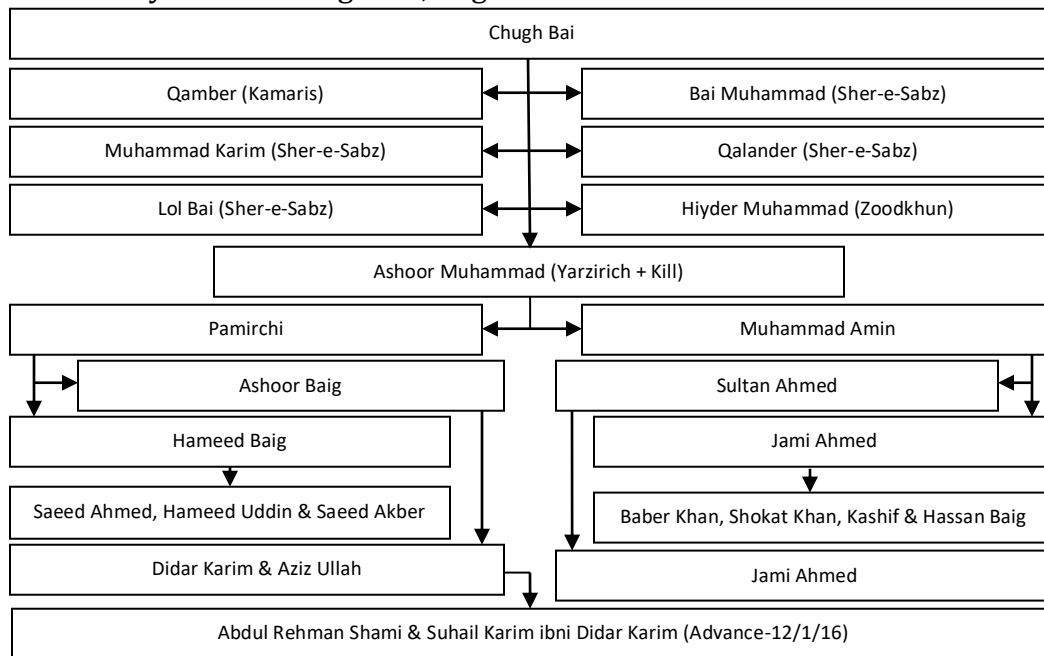 Chugh Bai
Qamber (Kamaris)
Bai Muhammad (Sher-e-Sabz)
Muhammad Karim (Sher-e-Sabz)
Qalander (Sher-e-Sabz)
Lol Bai (Sher-e-Sabz)
Hiyder Muhammad (Zoodkhun)
Ashoor Muhammad (Yarzirich + Kill)
Pamirchi
Muhammad Amin
Ashoor Baig
Sultan Ahmed
Hameed Baig
Jami Ahmed
Saeed Ahmed, Hameed Uddin & Saeed Akber
Baber Khan, Shokat Khan, Kashif & Hassan Baig
Didar Karim & Aziz Ullah
Jami Ahmed
Abdul Rehman Shami & Suhail Karim ibni Didar Karim (Advance-12/1/16)